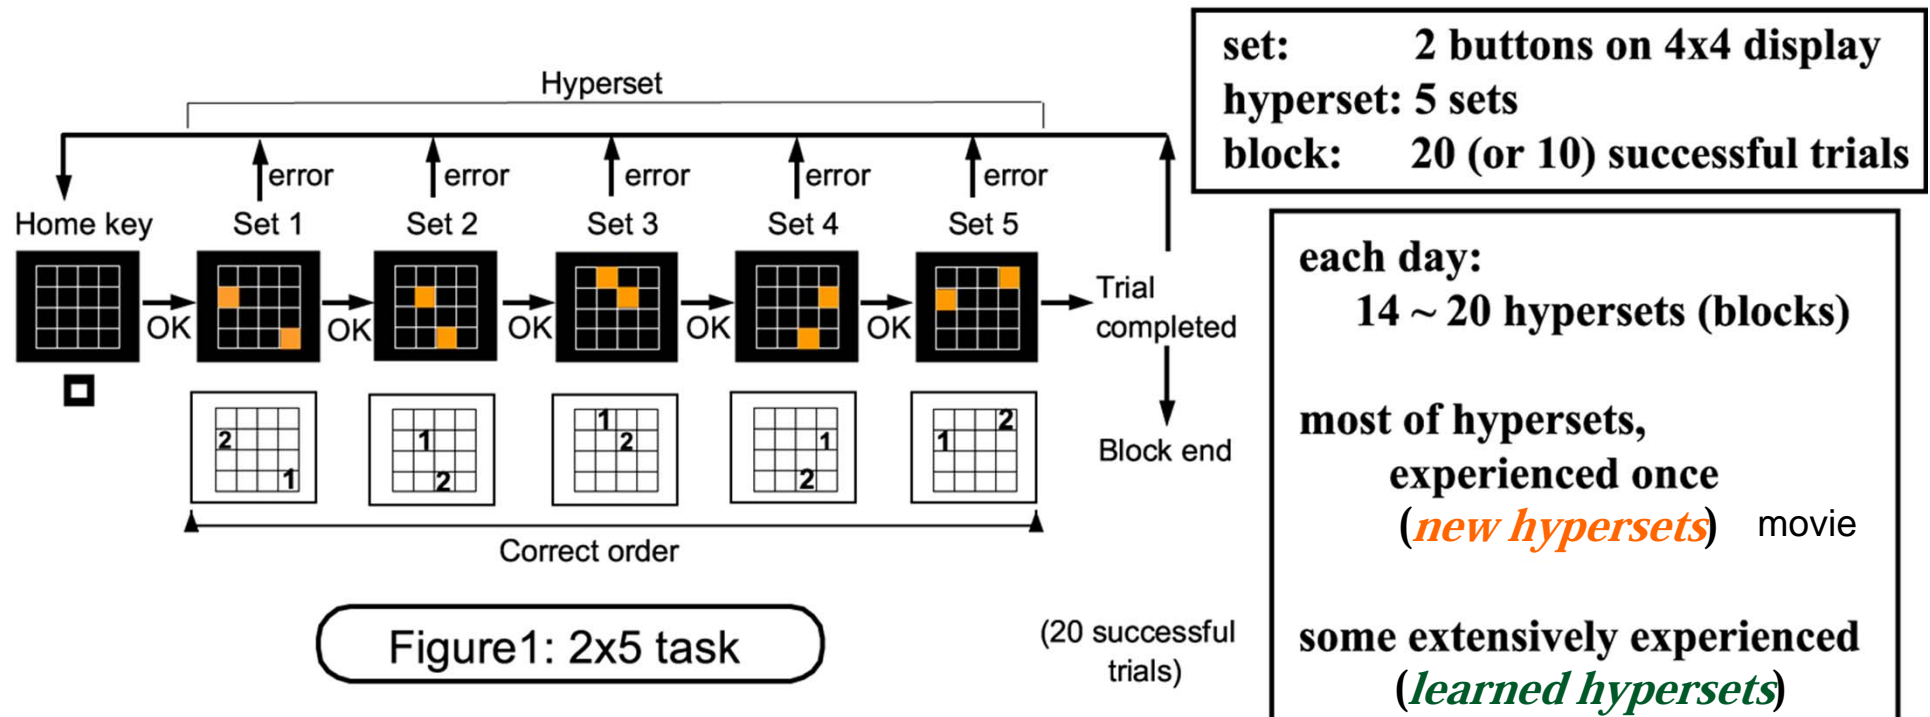 Hyperset
error error error error error
Home key Set 1 Set 2 Set 3 Set 4 Set 5
OK OK OK OK OK
Trial
completed
2
1
1
2
1
2
1
2
2
1
Block end
Correct order
Figure1: 2x5 task
(20 successful
trials)
set: 2 buttons on 4x4 display
hyperset: 5 sets
block: 20 (or 10) successful trials
each day:
14 ~ 20 hypersets (blocks)
most of hypersets,
experienced once
(new hypersets) movie
some extensively experienced
(learned hypersets)